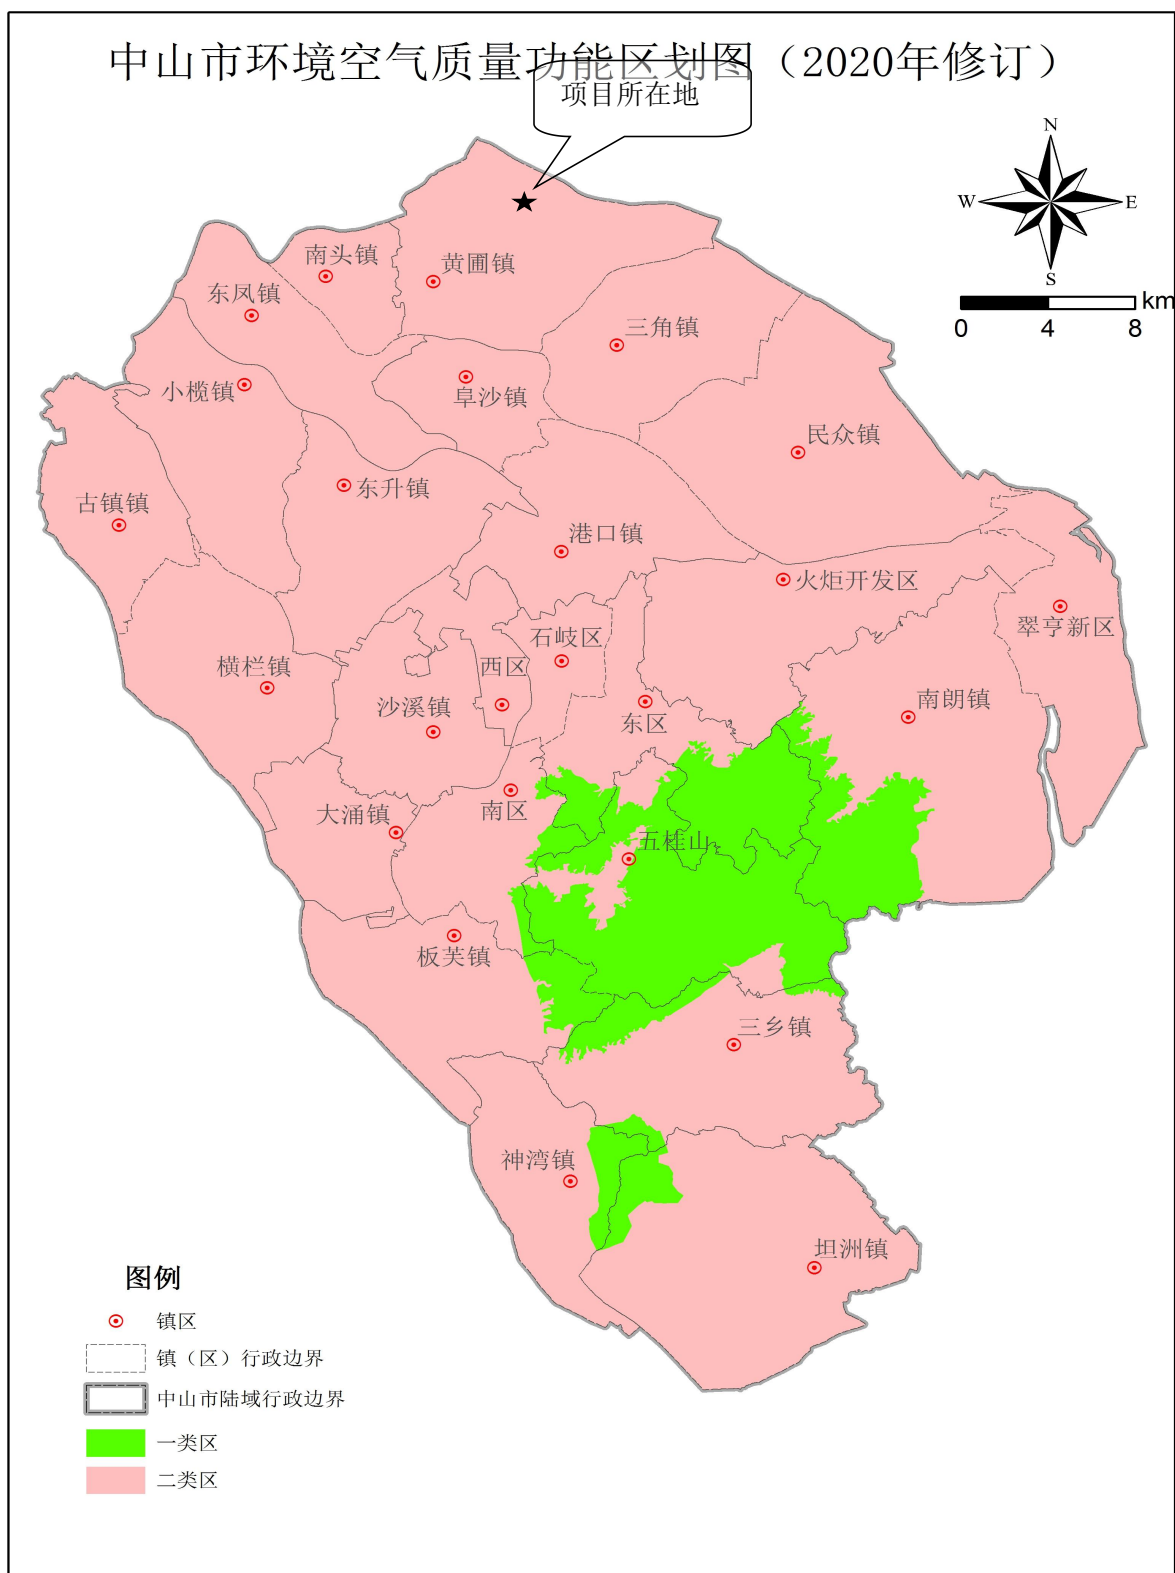 中山市环境空气质量功能区划图（2020年修订）
项目所在地
N
W
E
S
km
0 4 8
南头镇
黄圃镇
东凤镇
三角镇
小榄镇
阜沙镇
民众镇
古镇镇
东升镇
港口镇
火炬开发区
翠亨新区
石岐区
横栏镇
西区
沙溪镇
东区
南朗镇
大涌镇
南区
五桂山
板芙镇
三乡镇
神湾镇
坦洲镇
图例
镇区
镇（区）行政边界
中山市陆域行政边界
一类区
二类区